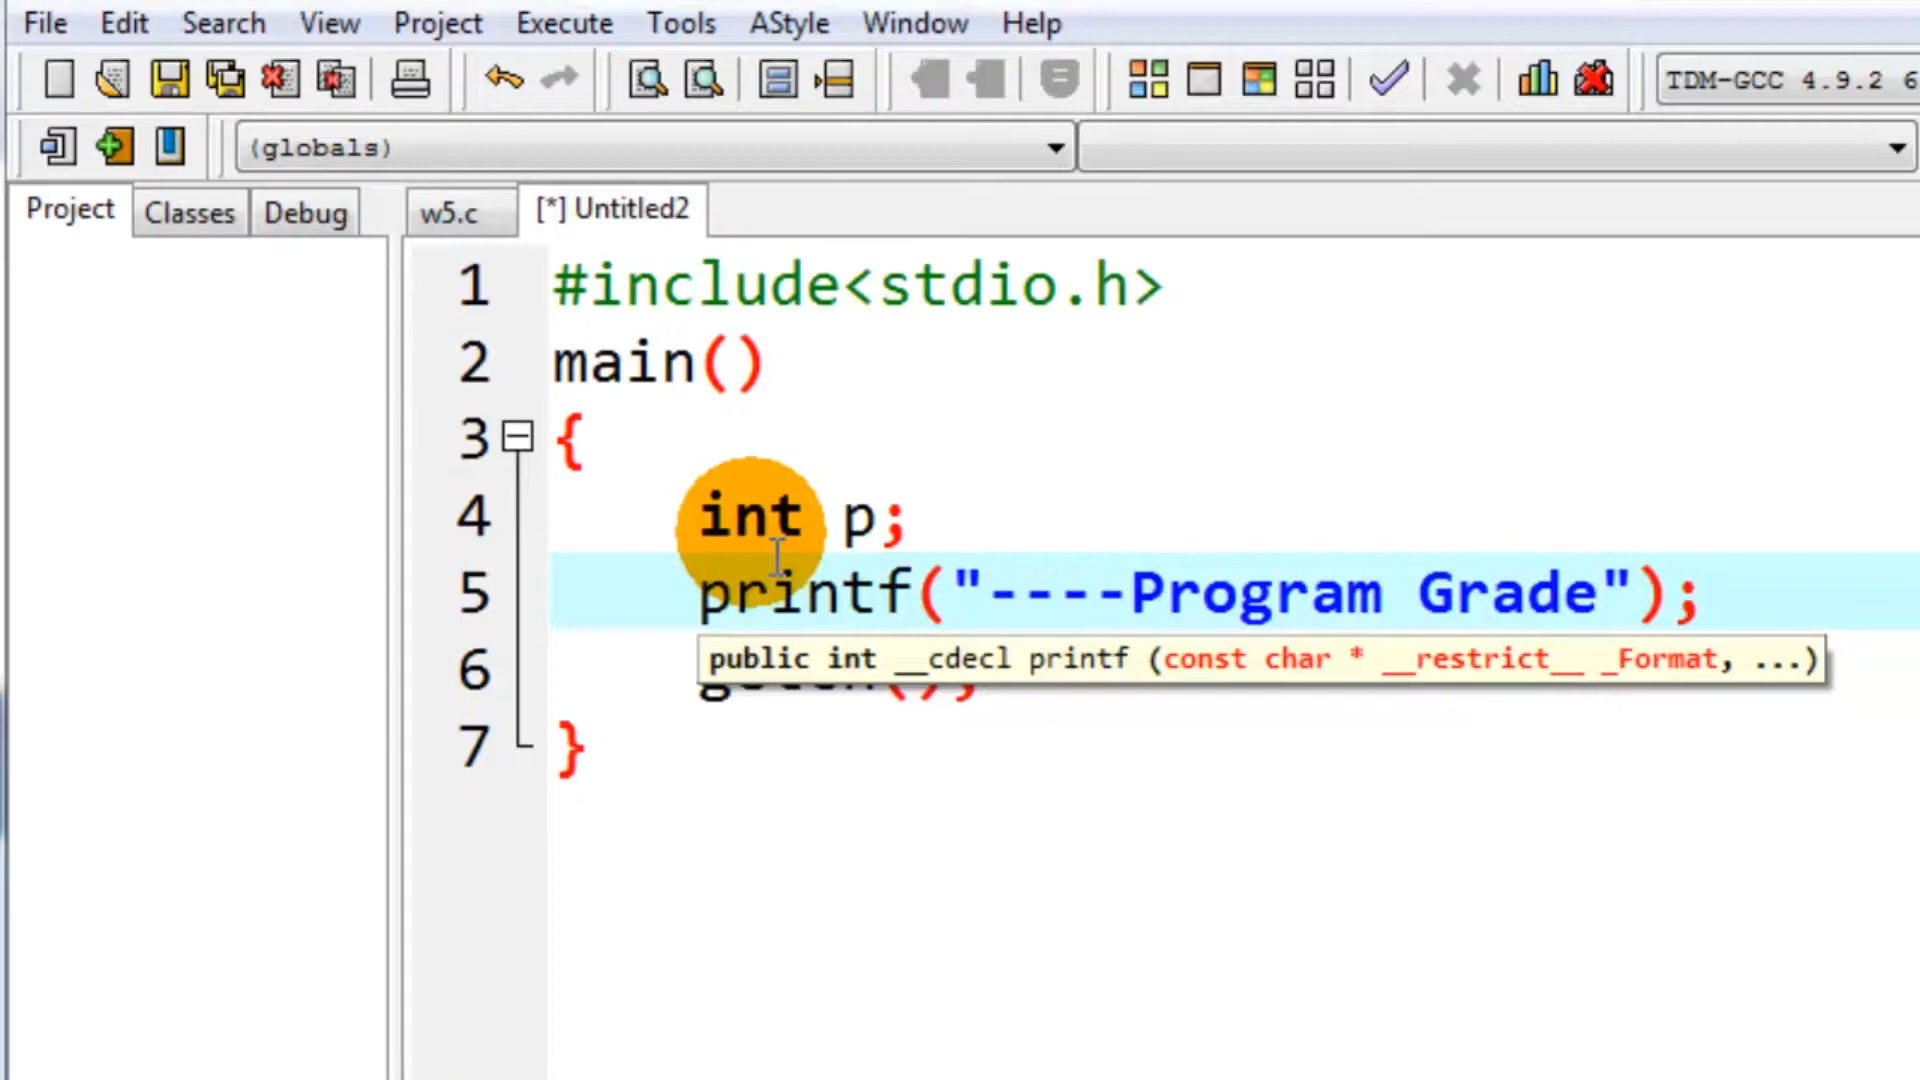 File Edit Search View Project Execute Tools AStyle Window Help
TDM-GCC 4.9.2 6
(globals)
Project Classes Debug w5.c [*] Untitled2
1 #include<stdio.h>
2 main()
3 {
4 int p;
5 printf("----Program Grade");
public int __cdecl printf (const char * __restrict__ _Format, ...)
6 getch();
7 }